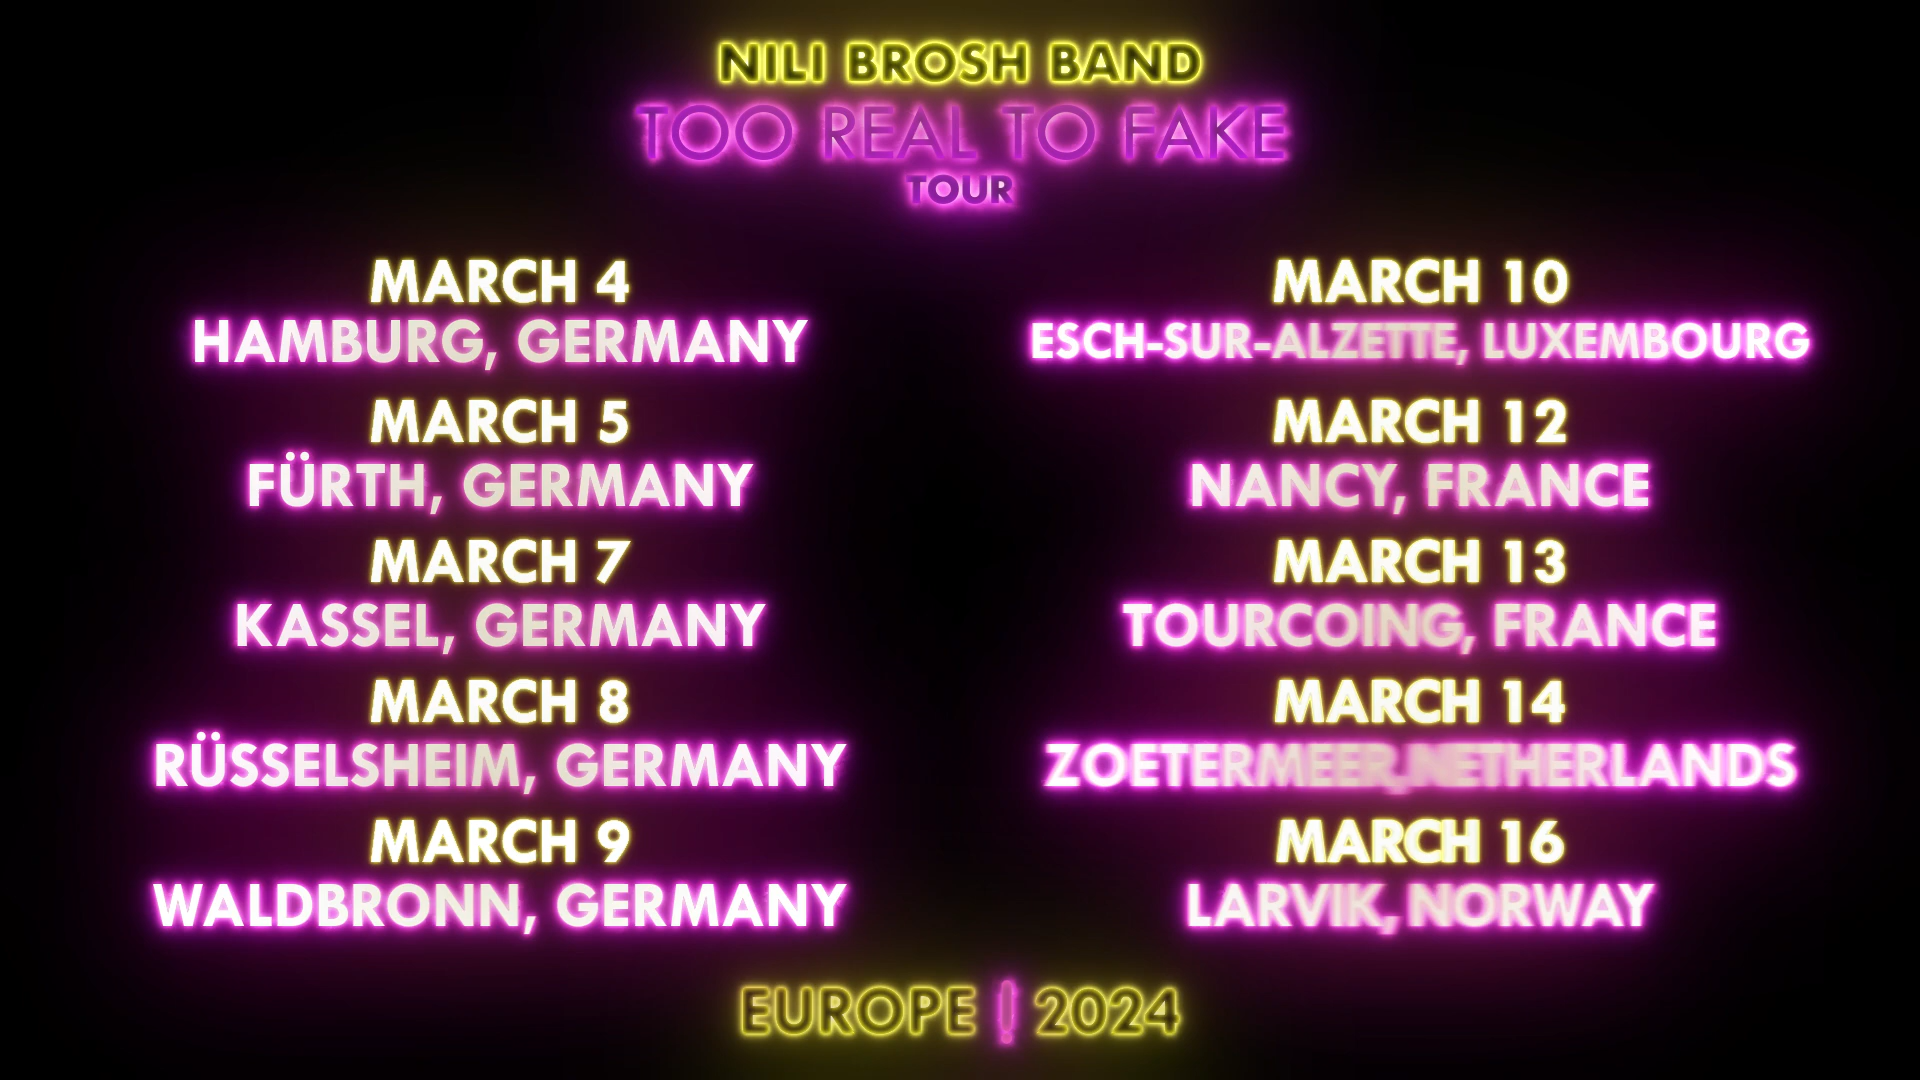 NILI BROSH BAND
TOO REAL TO FAKE
TOUR
MARCH 4
HAMBURG, GERMANY
MARCH 5
FÜRTH, GERMANY
MARCH 7
KASSEL, GERMANY
MARCH 8
RÜSSELSHEIM, GERMANY
MARCH 9
WALDBRONN, GERMANY
MARCH 10
ESCH-SUR-ALZETTE, LUXEMBOURG
MARCH 12
NANCY, FRANCE
MARCH 13
TOURCOING, FRANCE
MARCH 14
ZOETERMEER, NETHERLANDS
MARCH 16
LARVIK, NORWAY
EUROPE ! 2024